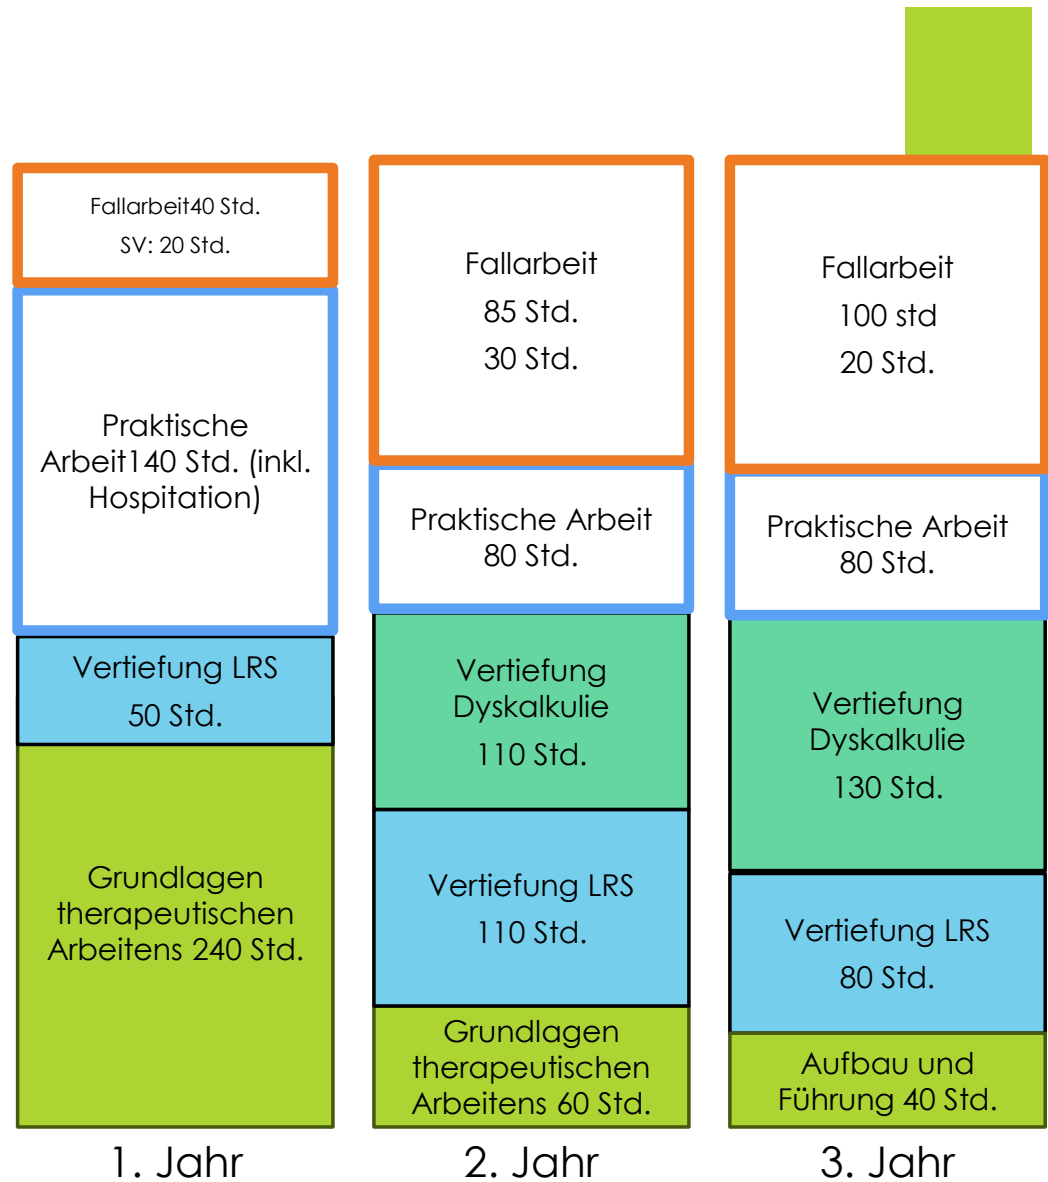 Fallarbeit40 Std.
SV: 20 Std.
Praktische
Arbeit140 Std. (inkl.
Hospitation)
Vertiefung LRS
50 Std.
Grundlagen
therapeutischen
Arbeitens 240 Std.
1. Jahr
Fallarbeit
85 Std.
30 Std.
Praktische Arbeit
80 Std.
Vertiefung
Dyskalkulie
110 Std.
Vertiefung LRS
110 Std.
Grundlagen
therapeutischen
Arbeitens 60 Std.
2. Jahr
Fallarbeit
100 std
20 Std.
Praktische Arbeit
80 Std.
Vertiefung
Dyskalkulie
130 Std.
Vertiefung LRS
80 Std.
Aufbau und
Führung 40 Std.
3. Jahr